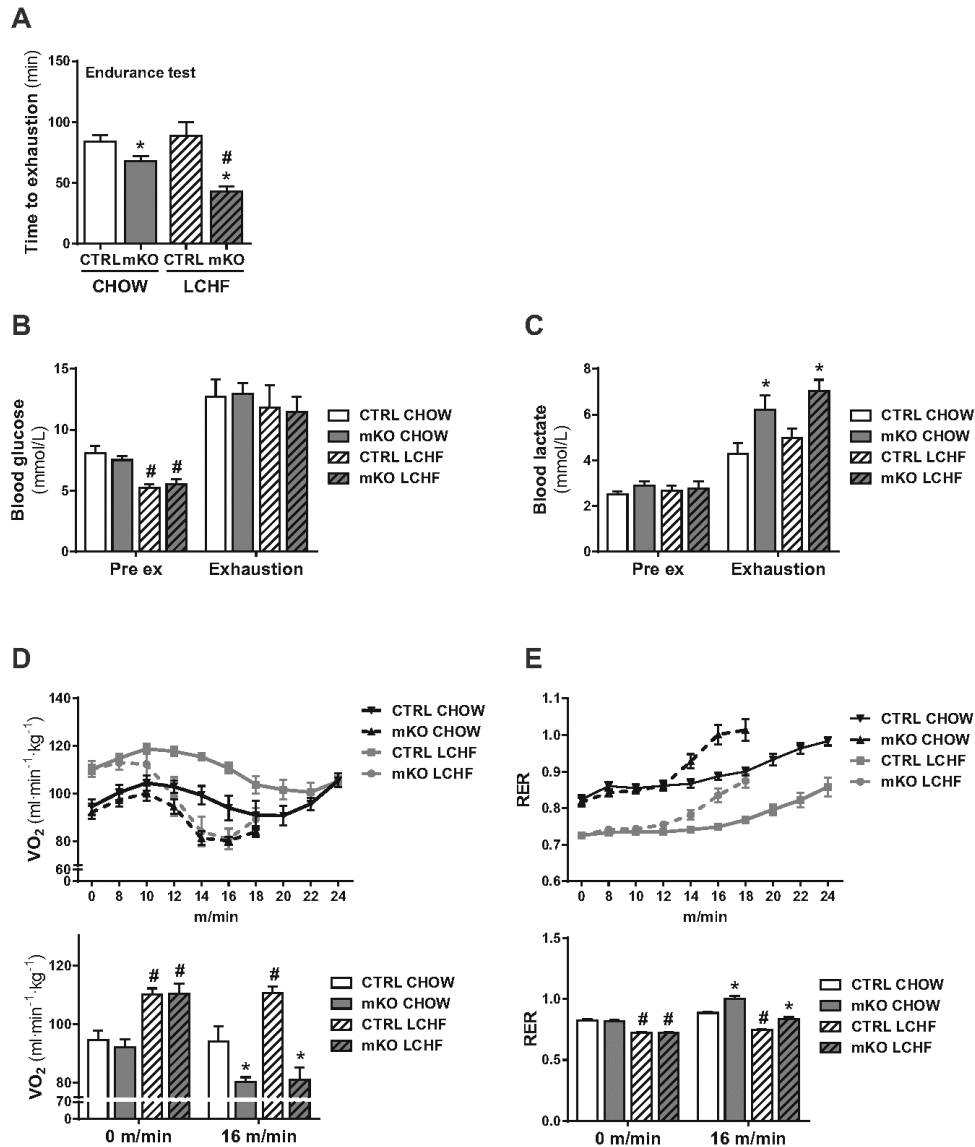 A
Endurance test
Time to exhaustion (min)
150
100
50
0
*
#
*
CTRL mKO CTRL mKO
CHOW LCHF
B
Blood glucose
(mmol/L)
15
10
5
0
# #
Pre ex Exhaustion
CTRL CHOW
mKO CHOW
CTRL LCHF
mKO LCHF
C
Blood lactate
(mmol/L)
8
6
4
2
0
* *
Pre ex Exhaustion
CTRL CHOW
mKO CHOW
CTRL LCHF
mKO LCHF
D
VO₂ (ml·min⁻¹·kg⁻¹)
140
120
100
80
60
0
0 8 10 12 14 16 18 20 22 24
m/min
CTRL CHOW
mKO CHOW
CTRL LCHF
mKO LCHF
VO₂ (ml·min⁻¹·kg⁻¹)
110
100
80
70
0
# # * # *
0 m/min 16 m/min
CTRL CHOW
mKO CHOW
CTRL LCHF
mKO LCHF
E
RER
1.1
1.0
0.9
0.8
0.7
0.6
0 8 10 12 14 16 18 20 22 24
m/min
CTRL CHOW
mKO CHOW
CTRL LCHF
mKO LCHF
RER
1.5
1.0
0.5
0.0
# # * # *
0 m/min 16 m/min
CTRL CHOW
mKO CHOW
CTRL LCHF
mKO LCHF